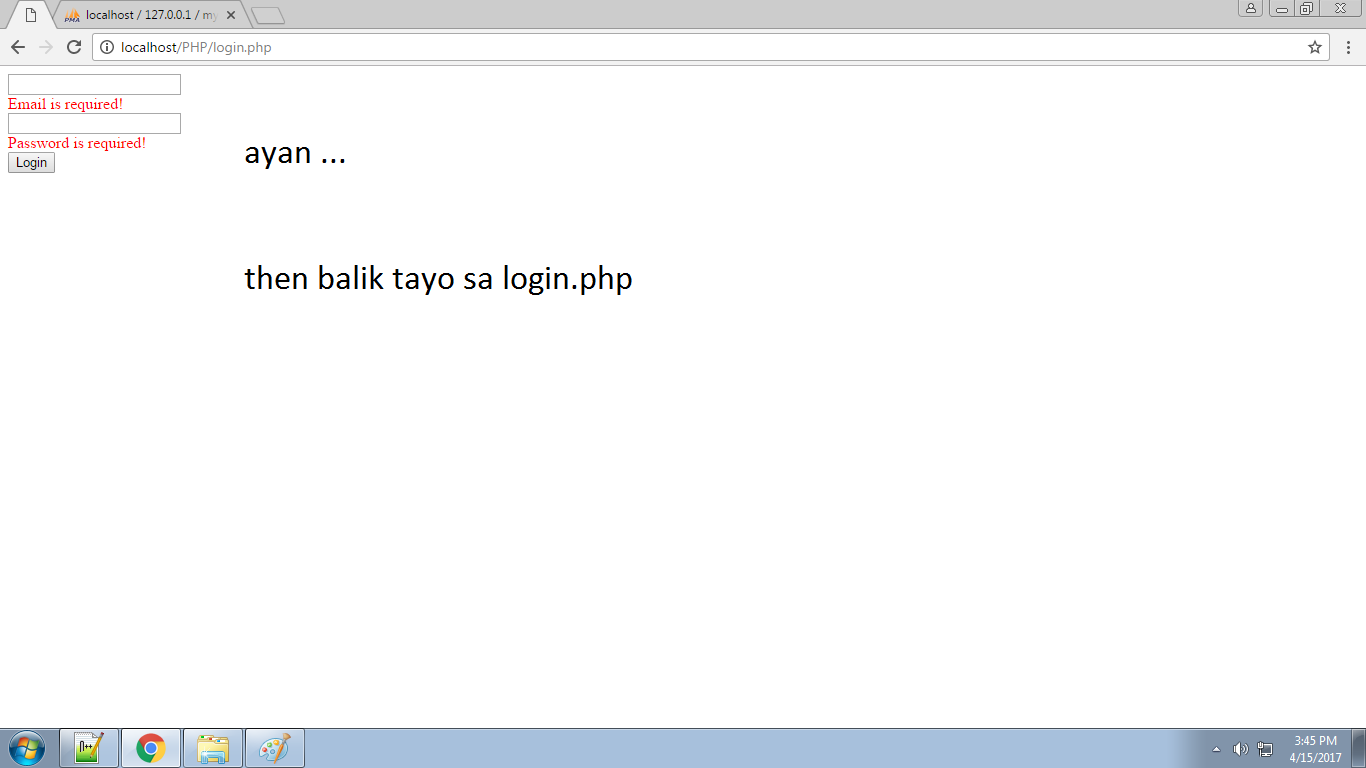 localhost / 127.0.0.1 / my
localhost/PHP/login.php
Email is required!
Password is required!
Login
ayan ...
then balik tayo sa login.php
3:45 PM
4/15/2017